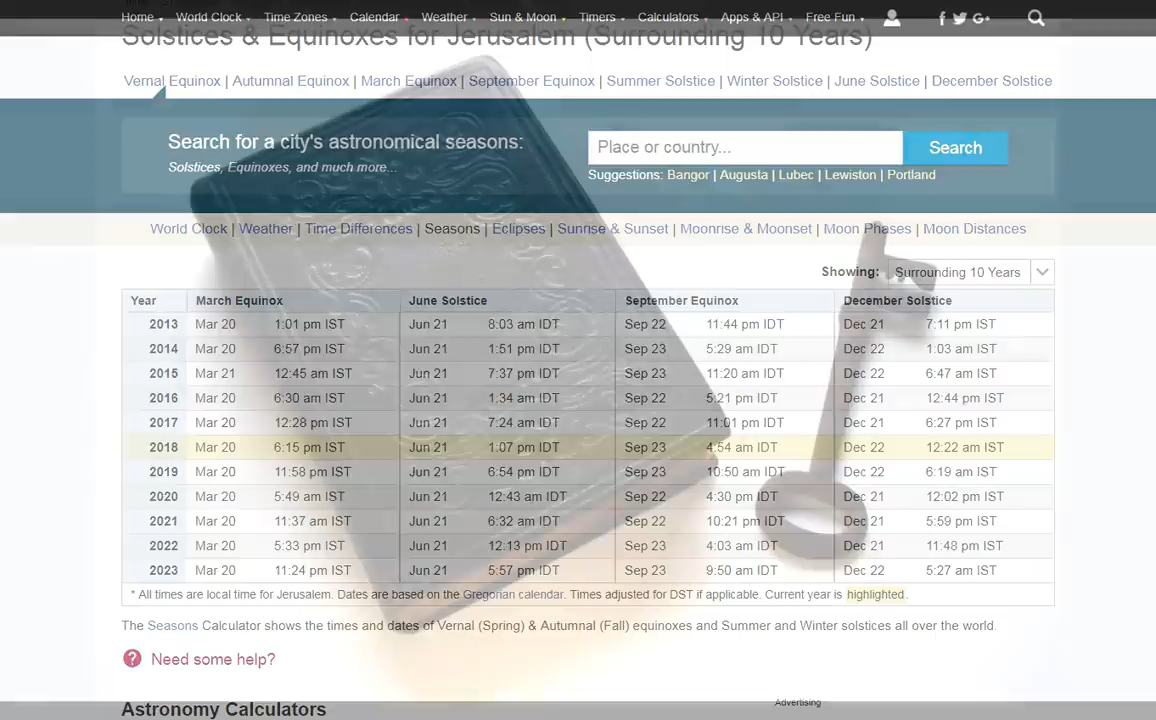 Home World Clock Time Zones Calendar Weather Sun & Moon Timers Calculators Apps & API Free Fun
Solstices & Equinoxes for Jerusalem (Surrounding 10 Years)
Vernal Equinox | Autumnal Equinox | March Equinox | September Equinox | Summer Solstice | Winter Solstice | June Solstice | December Solstice
Search for a city's astronomical seasons:
Solstices, Equinoxes, and much more...
Place or country... Search
Suggestions: Bangor | Augusta | Lubec | Lewiston | Portland
World Clock | Weather | Time Differences | Seasons | Eclipses | Sunrise & Sunset | Moonrise & Moonset | Moon Phases | Moon Distances
Showing: Surrounding 10 Years
Year March Equinox June Solstice September Equinox December Solstice
2013 Mar 20 1:01 pm IST Jun 21 8:03 am IDT Sep 22 11:44 pm IDT Dec 21 7:11 pm IST
2014 Mar 20 6:57 pm IST Jun 21 1:51 pm IDT Sep 23 5:29 am IDT Dec 22 1:03 am IST
2015 Mar 21 12:45 am IST Jun 21 7:37 pm IDT Sep 23 11:20 am IDT Dec 22 6:47 am IST
2016 Mar 20 6:30 am IST Jun 21 1:34 am IDT Sep 22 5:21 pm IDT Dec 21 12:44 pm IST
2017 Mar 20 12:28 pm IST Jun 21 7:24 am IDT Sep 22 11:01 pm IDT Dec 21 6:27 pm IST
2018 Mar 20 6:15 pm IST Jun 21 1:07 pm IDT Sep 23 4:54 am IDT Dec 22 12:22 am IST
2019 Mar 20 11:58 pm IST Jun 21 6:54 pm IDT Sep 23 10:50 am IDT Dec 22 6:19 am IST
2020 Mar 20 5:49 am IST Jun 21 12:43 am IDT Sep 22 4:30 pm IDT Dec 21 12:02 pm IST
2021 Mar 20 11:37 am IST Jun 21 6:32 am IDT Sep 22 10:21 pm IDT Dec 21 5:59 pm IST
2022 Mar 20 5:33 pm IST Jun 21 12:13 pm IDT Sep 23 4:03 am IDT Dec 21 11:48 pm IST
2023 Mar 20 11:24 pm IST Jun 21 5:57 pm IDT Sep 23 9:50 am IDT Dec 22 5:27 am IST
* All times are local time for Jerusalem. Dates are based on the Gregorian calendar. Times adjusted for DST if applicable. Current year is highlighted.
The Seasons Calculator shows the times and dates of Vernal (Spring) & Autumnal (Fall) equinoxes and Summer and Winter solstices all over the world.
Need some help?
Advertising
Astronomy Calculators